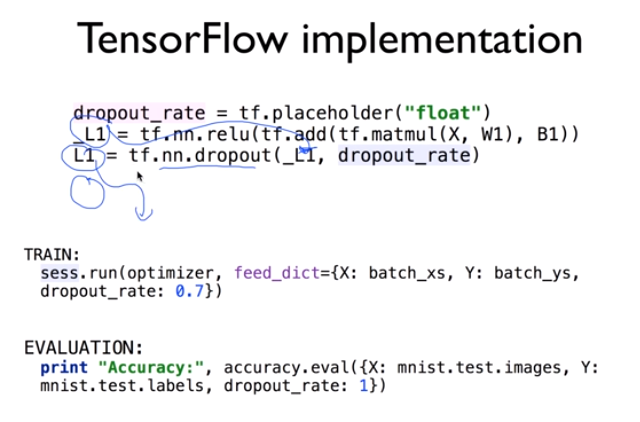 TensorFlow implementation
dropout_rate = tf.placeholder("float")
_L1 = tf.nn.relu(tf.add(tf.matmul(X, W1), B1))
L1 = tf.nn.dropout(_L1, dropout_rate)
TRAIN:
sess.run(optimizer, feed_dict={X: batch_xs, Y: batch_ys,
dropout_rate: 0.7})
EVALUATION:
print "Accuracy:", accuracy.eval({X: mnist.test.images, Y:
mnist.test.labels, dropout_rate: 1})